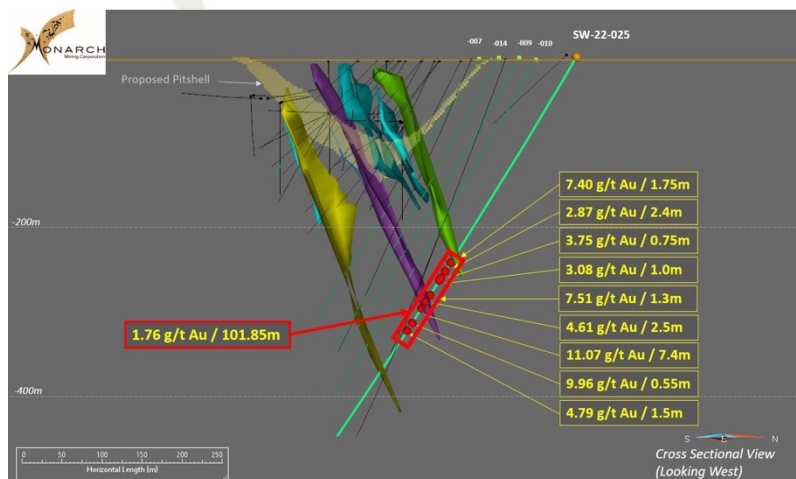 MONARCH
Mining Corporation
-007
-014
-009
-010
SW-22-025
Proposed Pitshell
-200m
-400m
1.76 g/t Au / 101.85m
7.40 g/t Au / 1.75m
2.87 g/t Au / 2.4m
3.75 g/t Au / 0.75m
3.08 g/t Au / 1.0m
7.51 g/t Au / 1.3m
4.61 g/t Au / 2.5m
11.07 g/t Au / 7.4m
9.96 g/t Au / 0.55m
4.79 g/t Au / 1.5m
0 50 100 150 200 250
Horizontal Length (m)
S E N
Cross Sectional View
(Looking West)